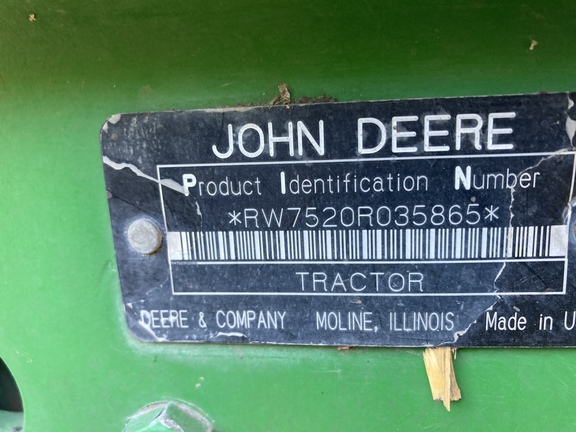 JOHN DEERE
Product Identification Number
*RW7520R035865*
TRACTOR
DEERE & COMPANY MOLINE, ILLINOIS Made in U